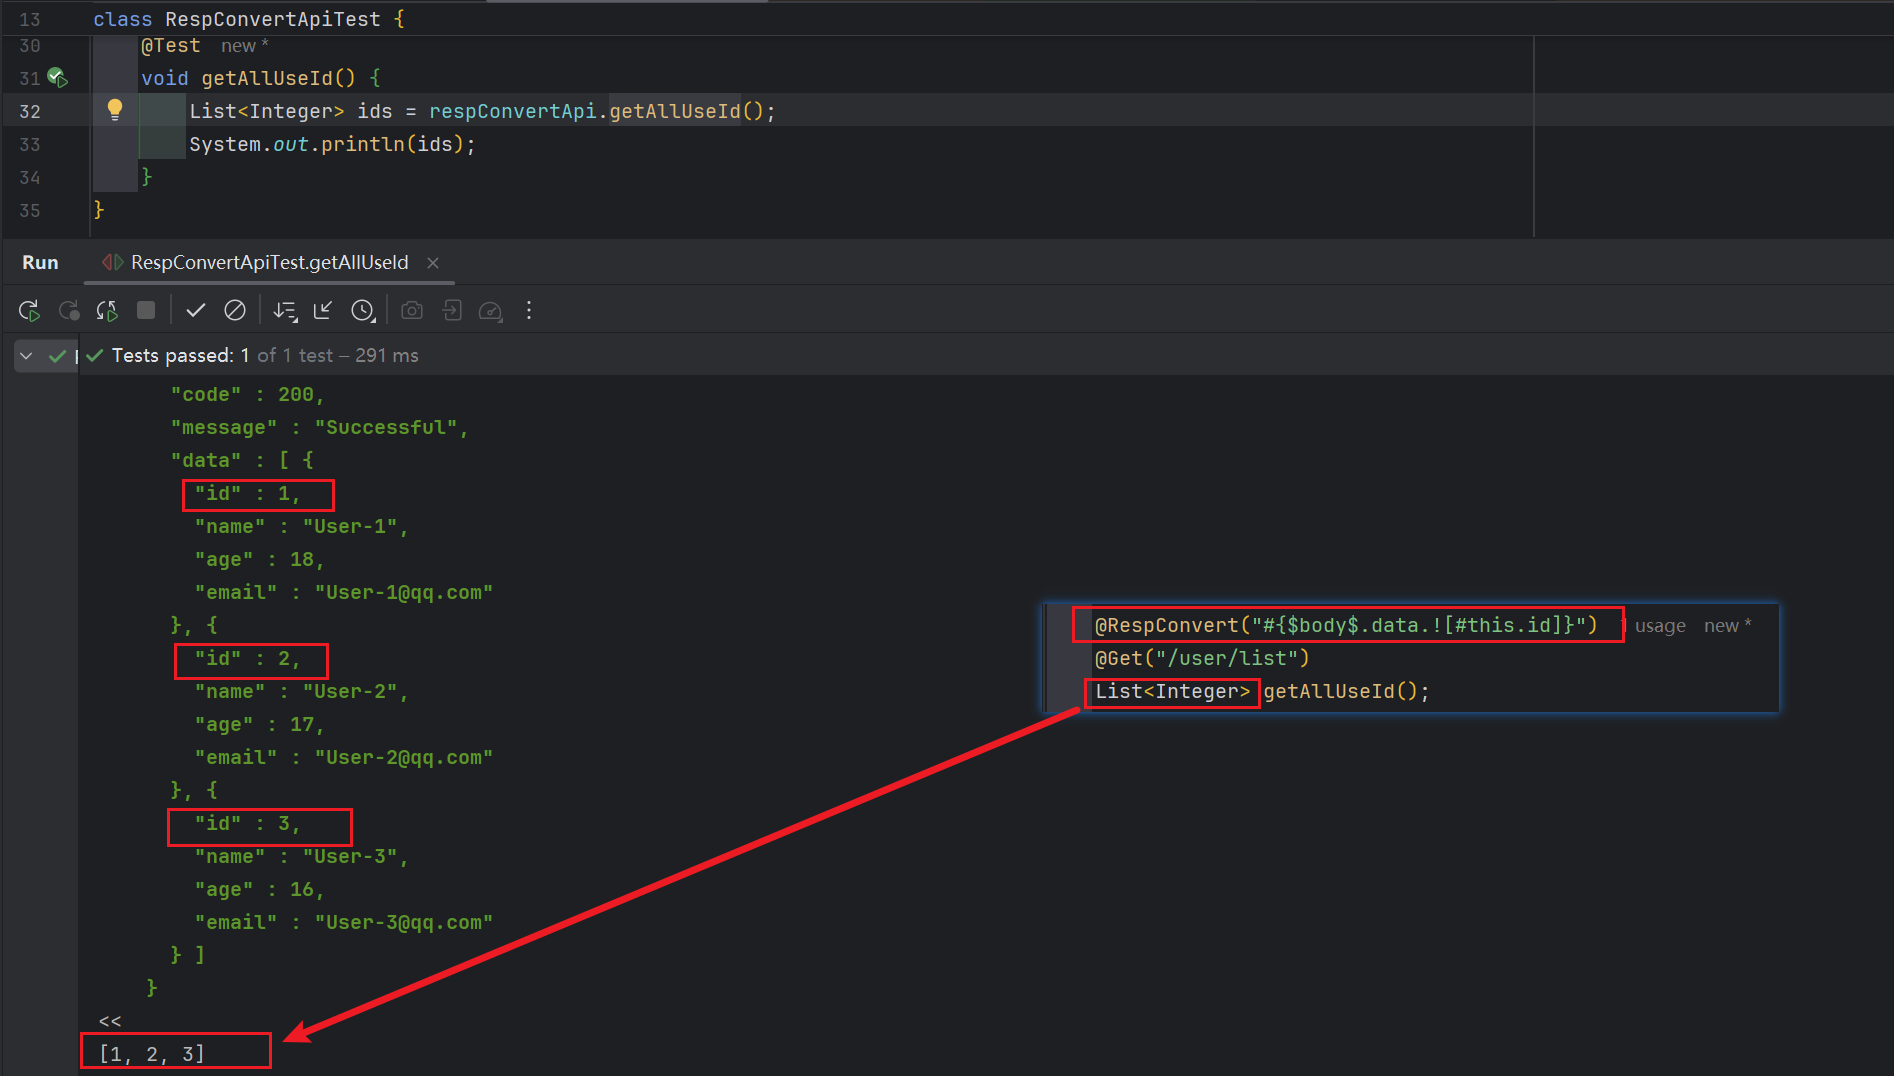 13 class RespConvertApiTest {
30 @Test new *
31 void getAllUseId() {
32 List<Integer> ids = respConvertApi.getAllUseId();
33 System.out.println(ids);
34 }
35 }
Run RespConvertApiTest.getAllUseId
Tests passed: 1 of 1 test – 291 ms
"code" : 200,
"message" : "Successful",
"data" : [ {
"id" : 1,
"name" : "User-1",
"age" : 18,
"email" : "User-1@qq.com"
}, {
"id" : 2,
"name" : "User-2",
"age" : 17,
"email" : "User-2@qq.com"
}, {
"id" : 3,
"name" : "User-3",
"age" : 16,
"email" : "User-3@qq.com"
} ]
}
<<
[1, 2, 3]
@RespConvert("#{$body$.data.![#this.id]}") usage new *
@Get("/user/list")
List<Integer> getAllUseId();